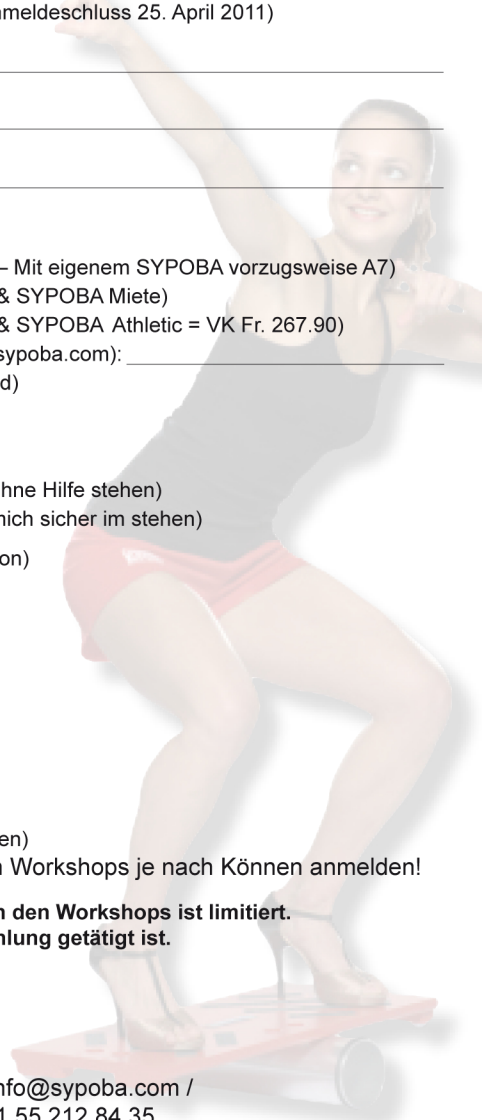 nmeldeschluss 25. April 2011)
– Mit eigenem SYPOBA vorzugsweise A7)
& SYPOBA Miete)
& SYPOBA Athletic = VK Fr. 267.90)
sypoba.com):
d)
hne Hilfe stehen)
mich sicher im stehen)
on)
en)
n Workshops je nach Können anmelden!
n den Workshops ist limitiert.
hlung getätigt ist.
nfo@sypoba.com /
1 55 212 84 35